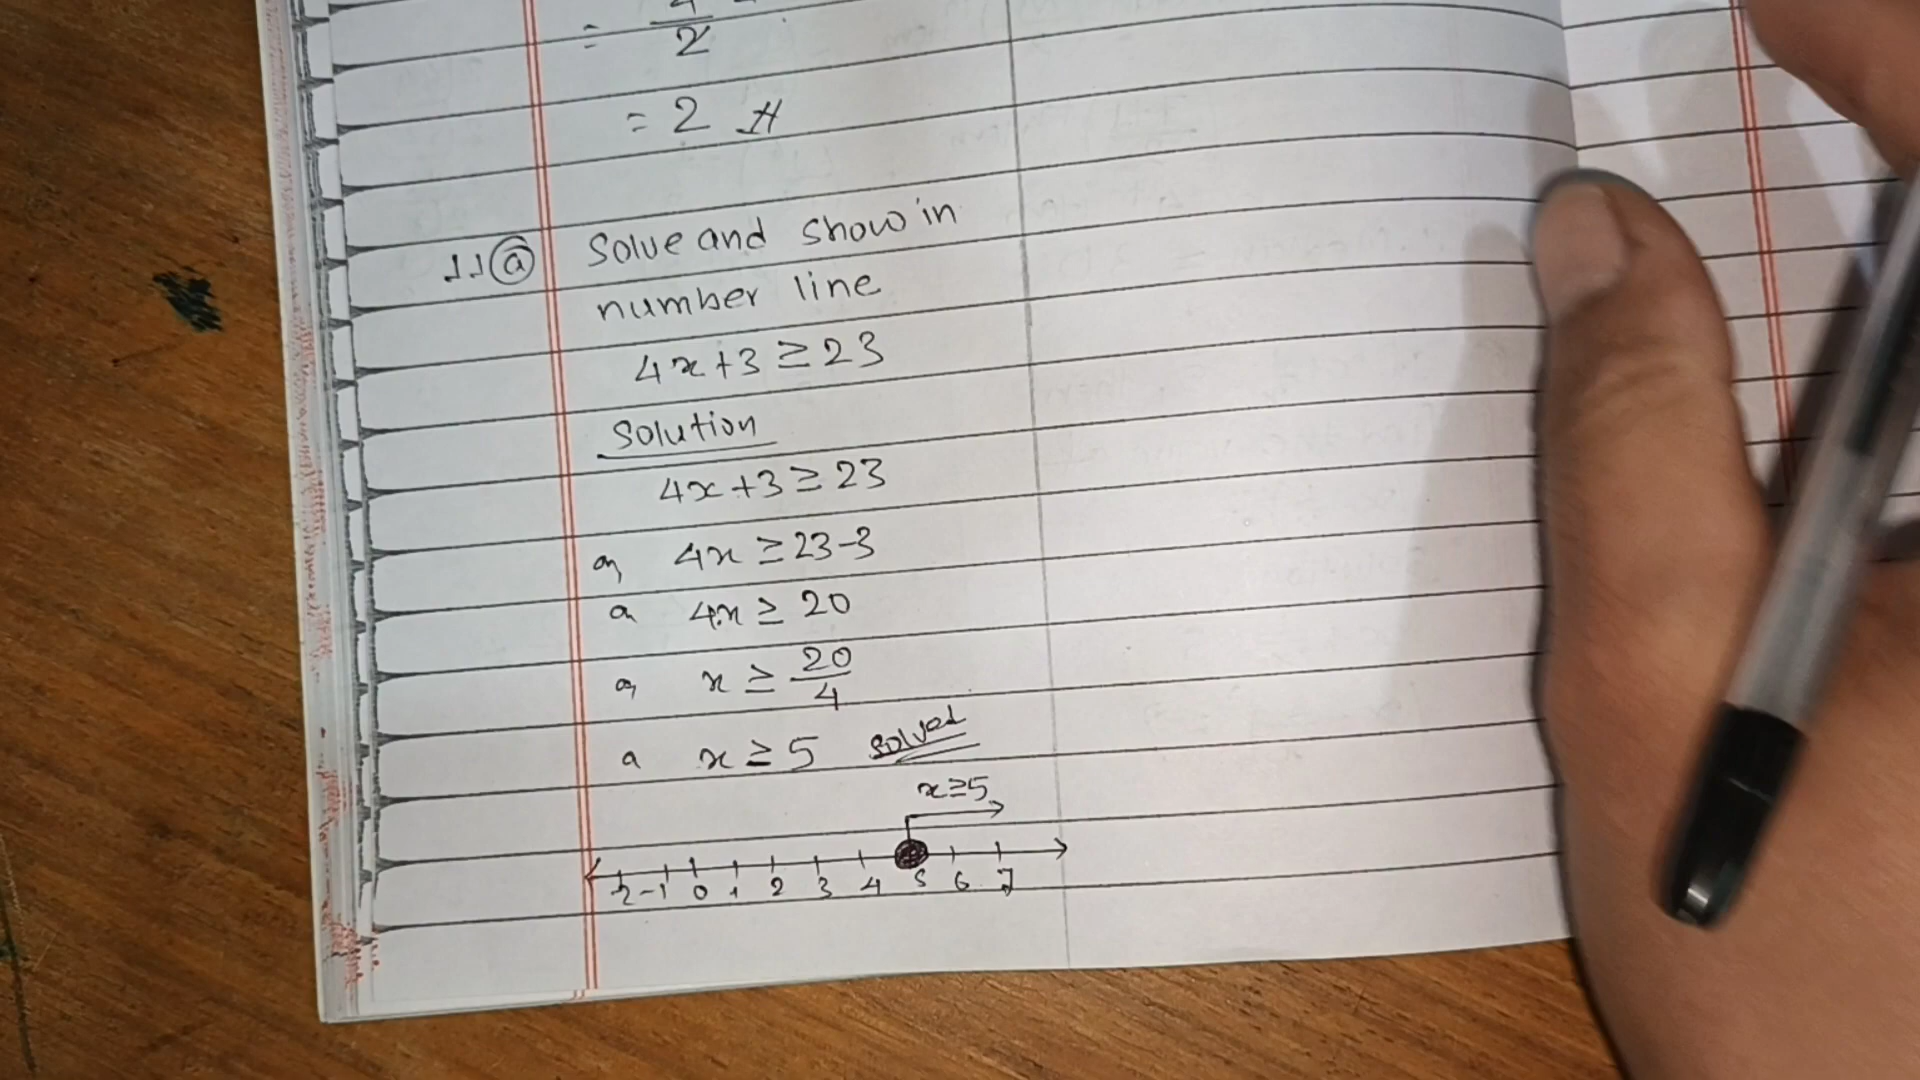 = 4/2
= 2 #
11 ⓐ Solve and show in
number line
4x+3 ≥ 23
Solution
4x+3 ≥ 23
or 4x ≥ 23-3
or 4x ≥ 20
or x ≥ 20/4
or x ≥ 5 solved
x≥5
-2 -1 0 1 2 3 4 5 6 7